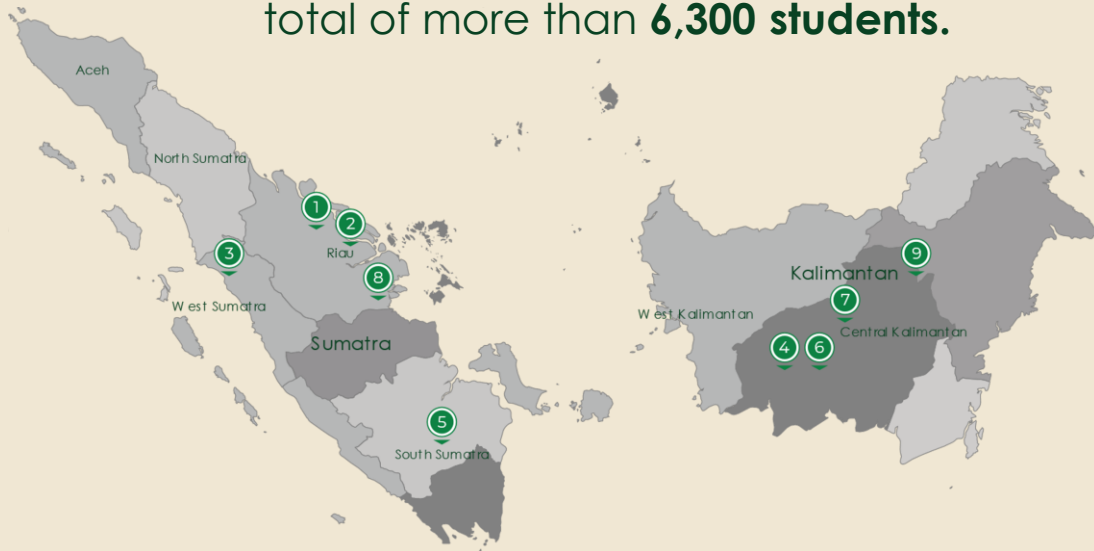 total of more than 6,300 students.
Aceh
North Sumatra
1
2
3
Riau
8
West Sumatra
Sumatra
5
South Sumatra
9
Kalimantan
7
West Kalimantan
Central Kalimantan
4
6